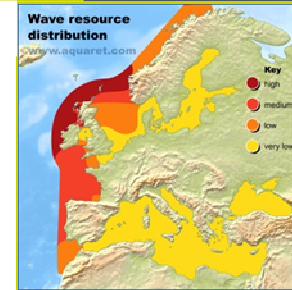 Wave resource
distribution
www.aquaret.com
Key
high
medium
low
very low